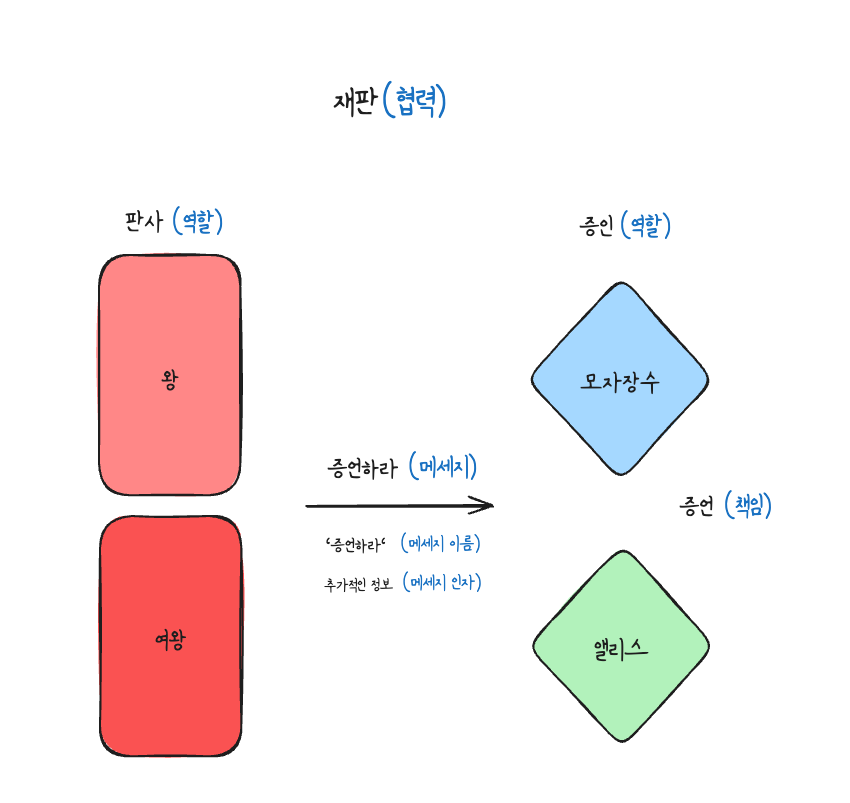 재판 (협력)
판사 (역할)
증인 (역할)
왕
모자장수
증언하라 (메세지)
증언 (책임)
‘증언하라‘ (메세지 이름)
추가적인 정보 (메세지 인자)
여왕
앨리스